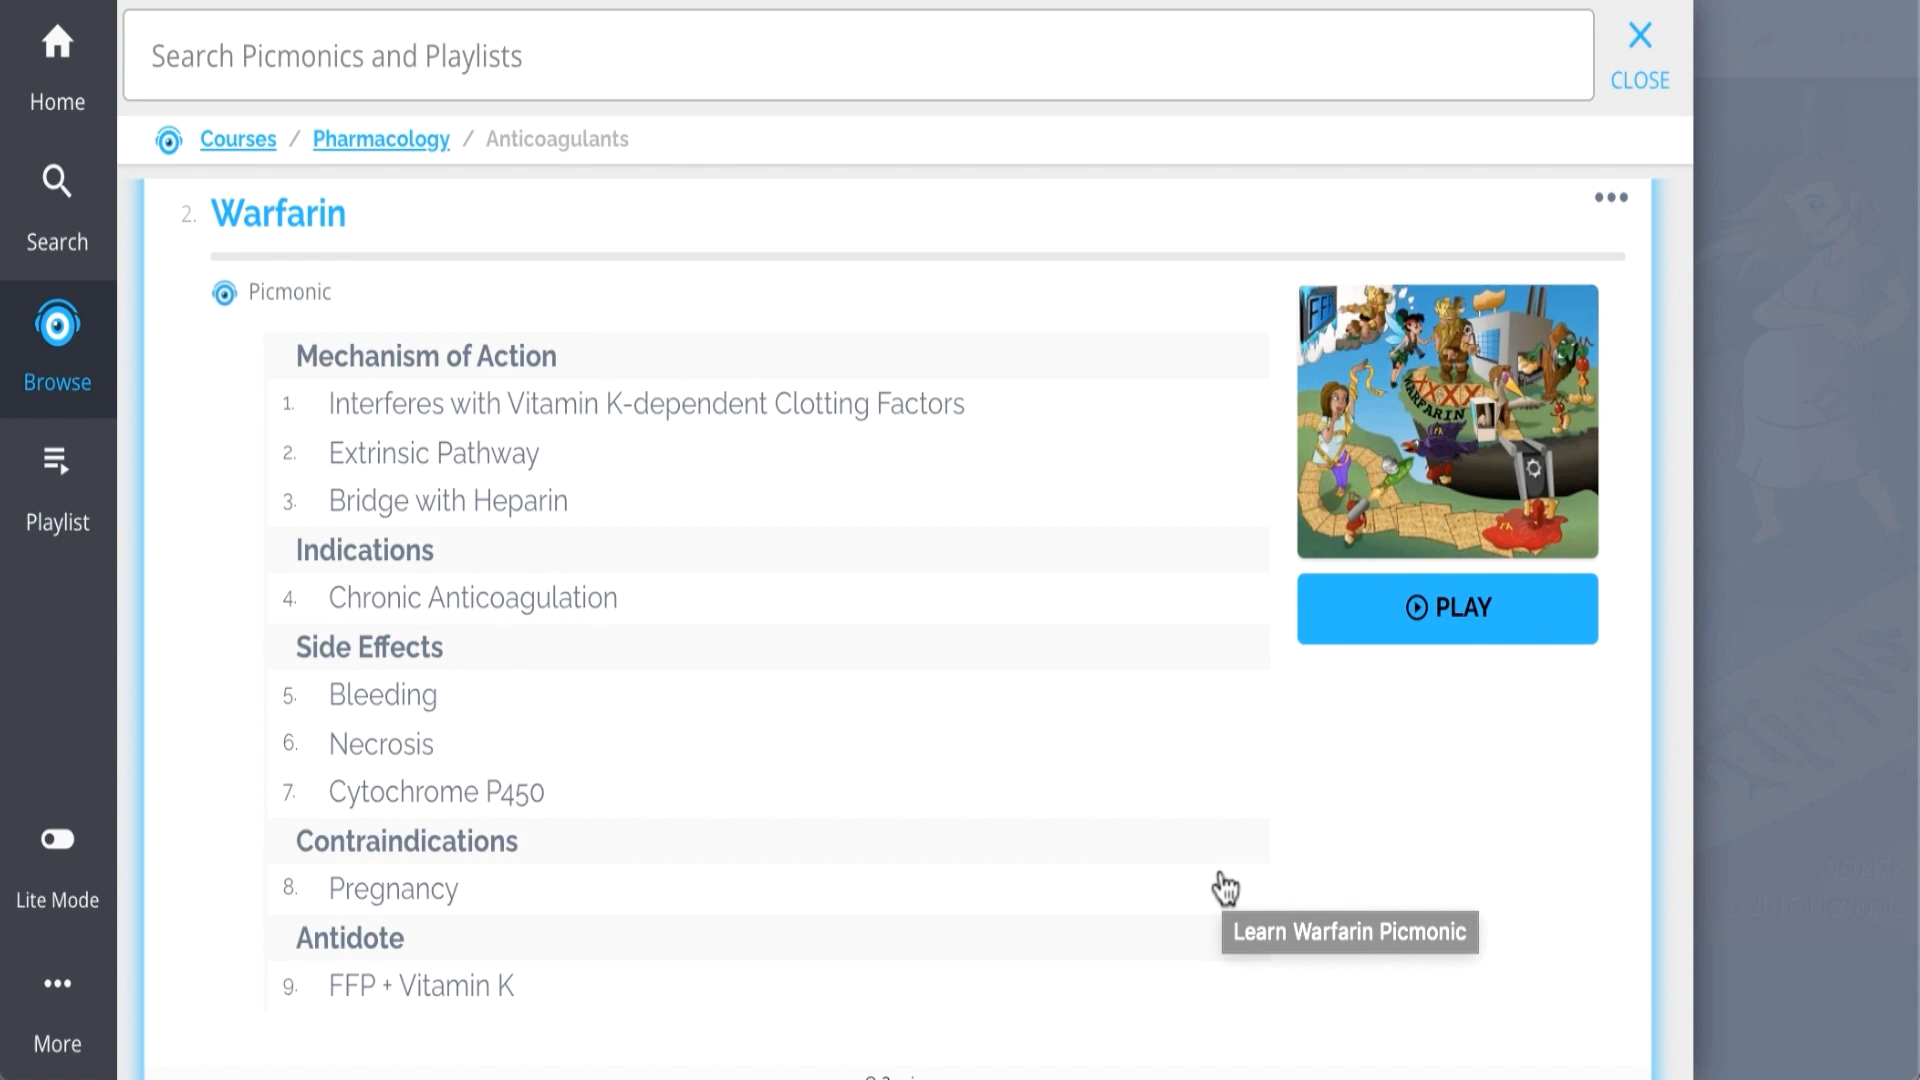 Search Picmonics and Playlists
CLOSE
Home
Search
Browse
Playlist
Lite Mode
More
Courses / Pharmacology / Anticoagulants
2. Warfarin
Picmonic
Mechanism of Action
1. Interferes with Vitamin K-dependent Clotting Factors
2. Extrinsic Pathway
3. Bridge with Heparin
Indications
4. Chronic Anticoagulation
Side Effects
5. Bleeding
6. Necrosis
7. Cytochrome P450
Contraindications
8. Pregnancy
Antidote
9. FFP + Vitamin K
FFP
XXX
WARFARIN
PLAY
Learn Warfarin Picmonic